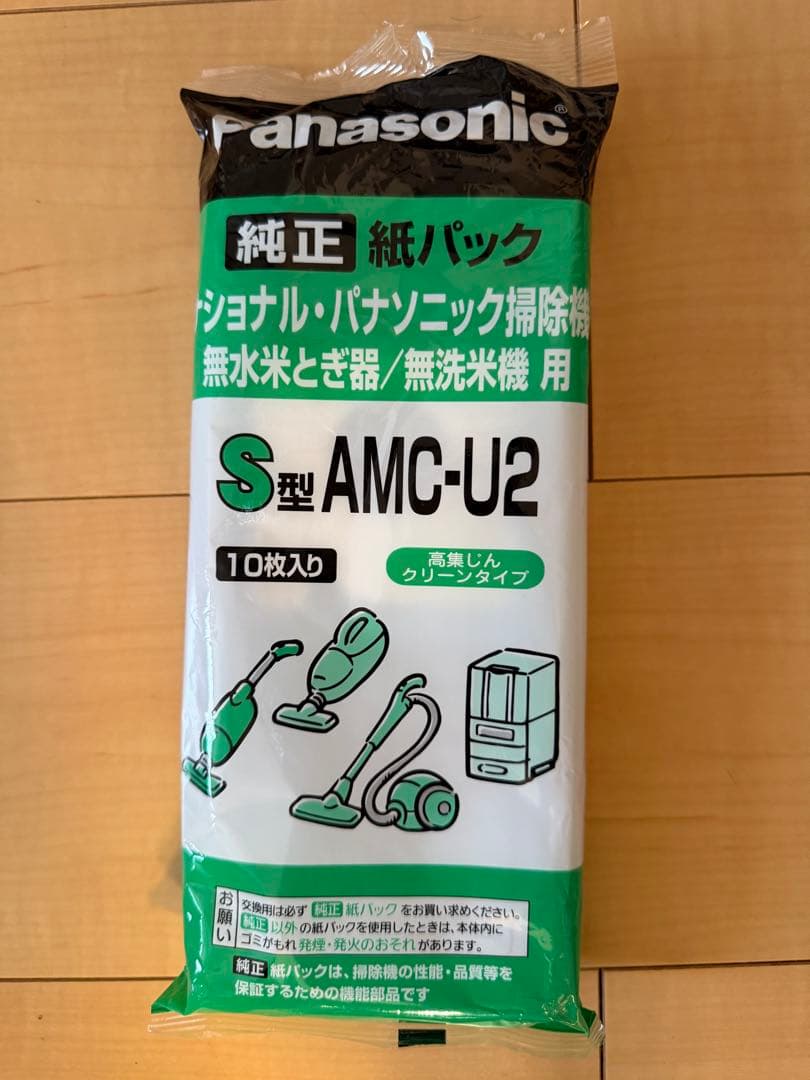 Panasonic®
純正 紙パック
ナショナル・パナソニック掃除機
無水米とぎ器/無洗米機 用
S型 AMC-U2
10枚入り
高集じん
クリーンタイプ
お願い
交換用は必ず 純正 紙パック をお買い求めください。
純正 以外の紙パックを使用したときは、本体内に
ゴミがもれ発煙・発火のおそれがあります。
純正 紙パックは、掃除機の性能・品質等を
保証するための機能部品です